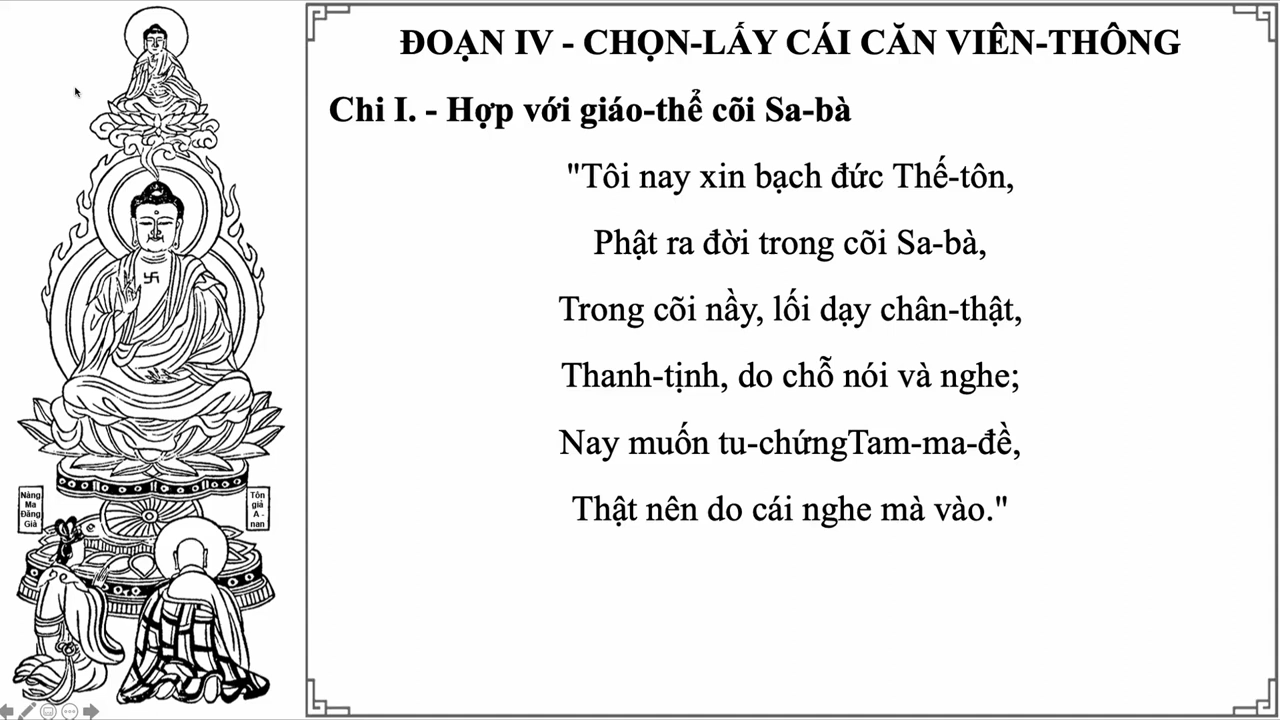 ĐOẠN IV - CHỌN-LẤY CÁI CĂN VIÊN-THÔNG
Chi I. - Hợp với giáo-thể cõi Sa-bà
"Tôi nay xin bạch đức Thế-tôn,
Phật ra đời trong cõi Sa-bà,
Trong cõi nầy, lối dạy chân-thật,
Thanh-tịnh, do chỗ nói và nghe;
Nay muốn tu-chứngTam-ma-đề,
Thật nên do cái nghe mà vào."
Nàng
Ma
Đăng
Già
Tôn
giả
A -
nan